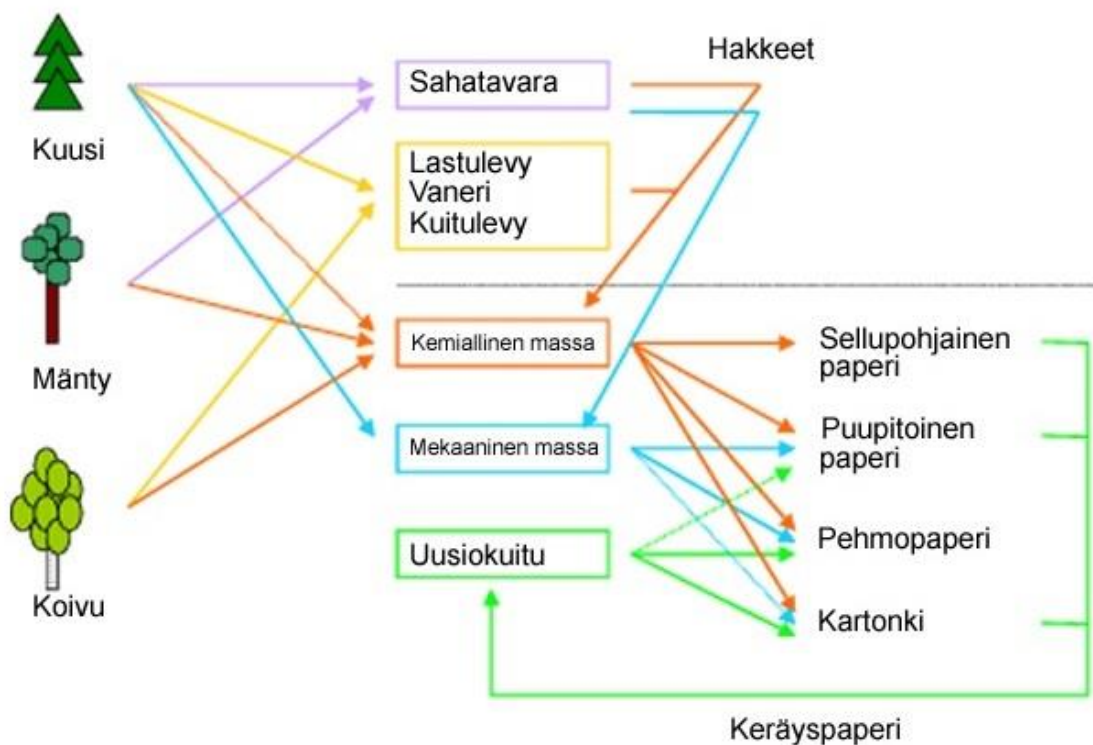 Kuusi
Mänty
Koivu
Sahatavara
Lastulevy
Vaneri
Kuitulevy
Kemiallinen massa
Mekaaninen massa
Uusiokuitu
Hakkeet
Sellupohjainen
paperi
Puupitoinen
paperi
Pehmopaperi
Kartonki
Keräyspaperi